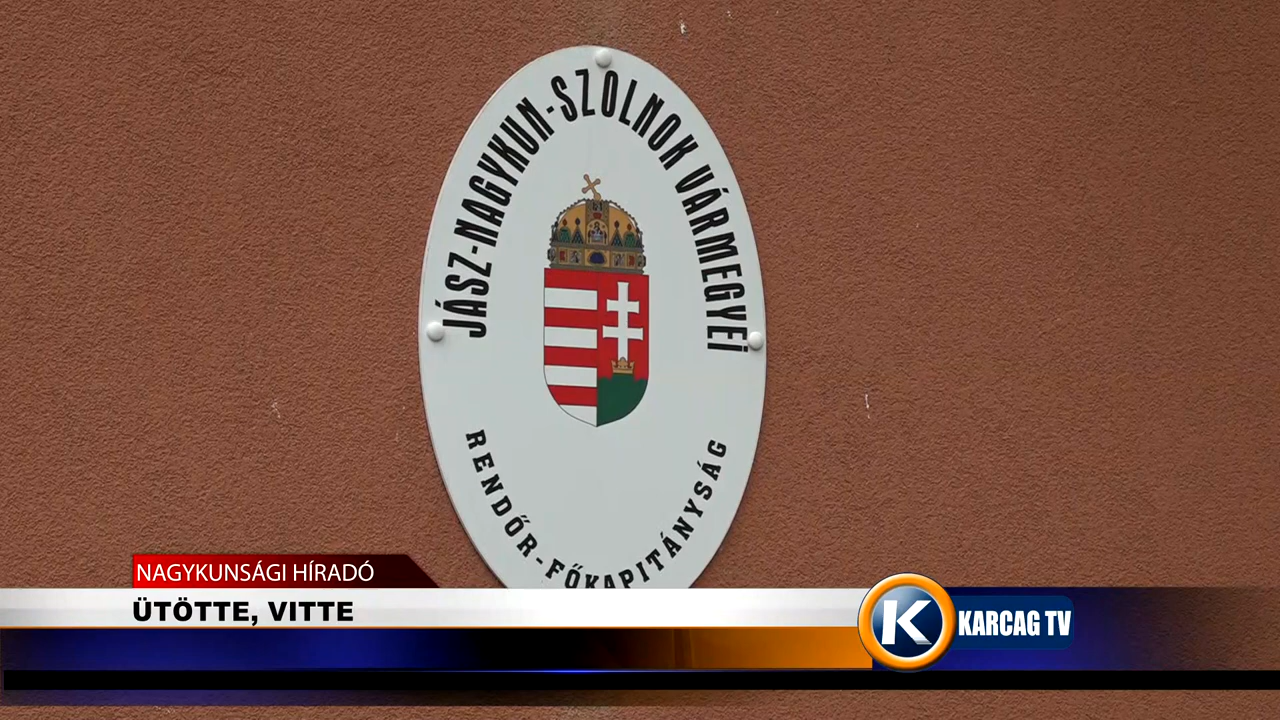 JÁSZ-NAGYKUN-SZOLNOK VÁRMEGYEI
RENDŐR-FŐKAPITÁNYSÁG
NAGYKUNSÁGI HÍRADÓ
ÜTÖTTE, VITTE
K KARCAG TV